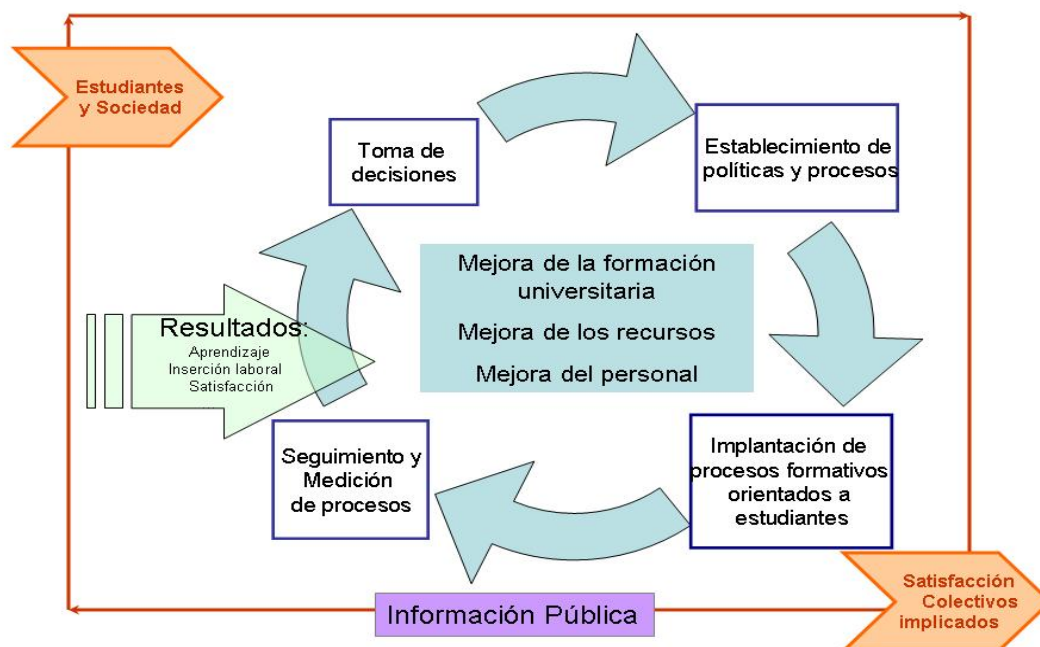 Estudiantes
y Sociedad
Toma de
decisiones
Establecimiento de
políticas y procesos
Mejora de la formación
universitaria
Mejora de los recursos
Mejora del personal
Resultados:
Aprendizaje
Inserción laboral
Satisfacción
Seguimiento y
Medición
de procesos
Implantación de
procesos formativos
orientados a
estudiantes
Información Pública
Satisfacción
Colectivos
implicados